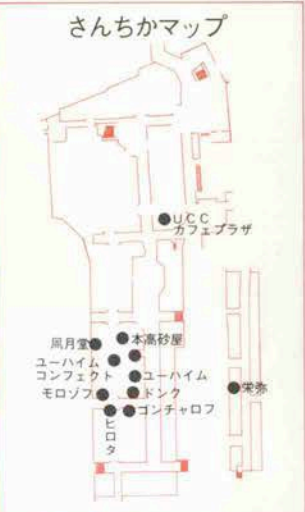 さんちかマップ
UCC
カフェプラザ
風月堂
本高砂屋
ユーハイム
コンフェクト
ユーハイム
モロゾフ
ドンク
ゴンチャロフ
ヒロタ
栄弥